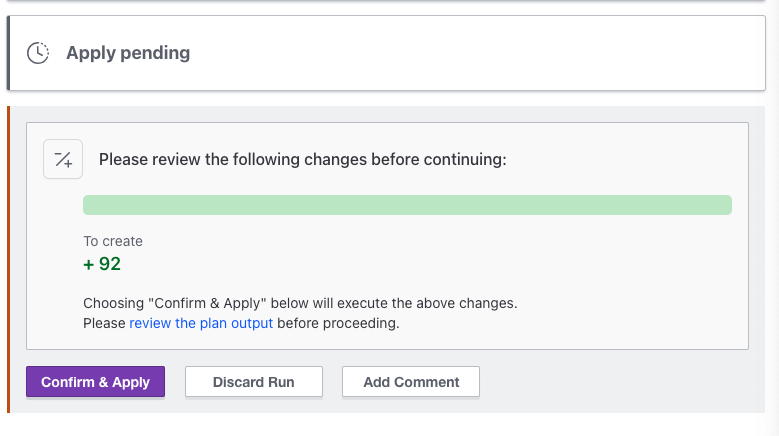 Apply pending
Please review the following changes before continuing:
To create
+ 92
Choosing "Confirm & Apply" below will execute the above changes.
Please review the plan output before proceeding.
Confirm & Apply
Discard Run
Add Comment